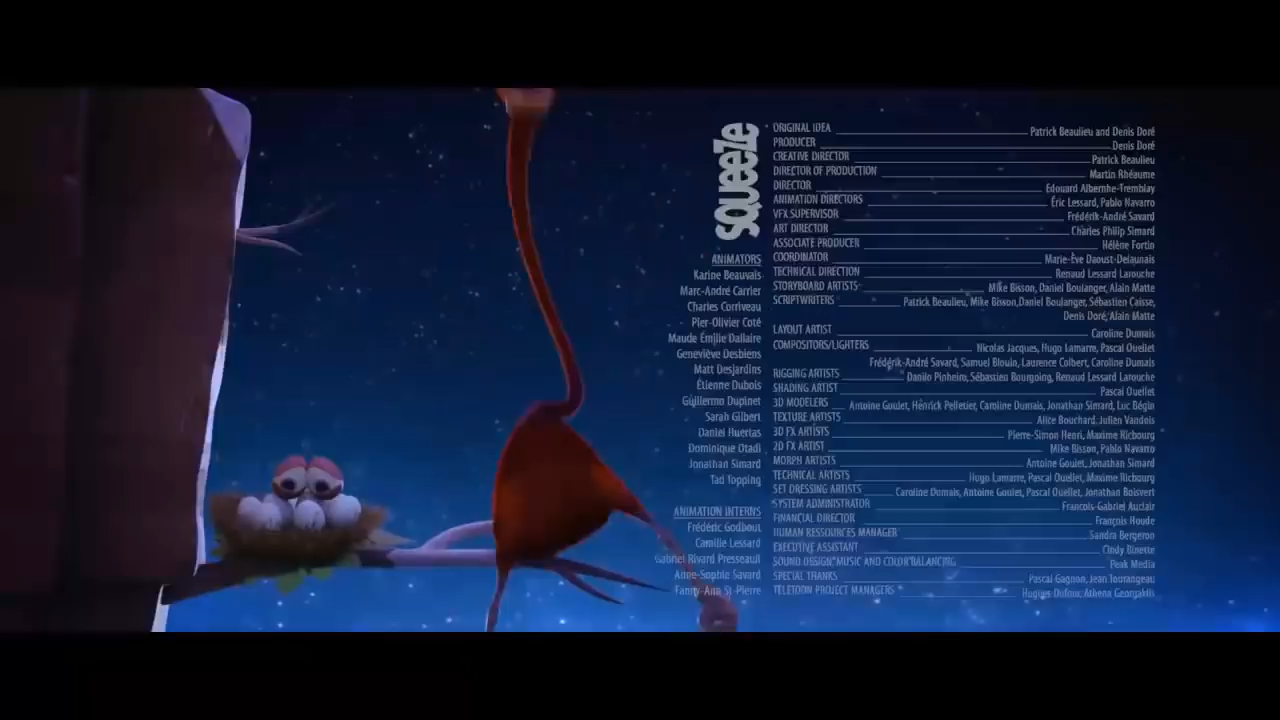 squeeze
ANIMATORS
Karine Beauvais
Marc-André Carrier
Charles Corriveau
Pier-Olivier Coté
Maude Émilie Dallaire
Geneviève Desbiens
Matt Desjardins
Étienne Dubois
Guillermo Dupinet
Sarah Gilbert
Daniel Huertas
Dominique Otadi
Jonathan Simard
Tad Topping
ANIMATION INTERNS
Frédéric Godbout
Camille Lessard
Gabriel Rivard Presseault
Anne-Sophie Savard
Fanny-Ann St-Pierre
ORIGINAL IDEA Patrick Beaulieu and Denis Doré
PRODUCER Denis Doré
CREATIVE DIRECTOR Patrick Beaulieu
DIRECTOR OF PRODUCTION Martin Rhéaume
DIRECTOR Edouard Albernhe-Tremblay
ANIMATION DIRECTORS Éric Lessard, Pablo Navarro
VFX SUPERVISOR Frédérik-André Savard
ART DIRECTOR Charles Philip Simard
ASSOCIATE PRODUCER Hélène Fortin
COORDINATOR Marie-Ève Daoust-Delaunais
TECHNICAL DIRECTION Renaud Lessard Larouche
STORYBOARD ARTISTS Mike Bisson, Daniel Boulanger, Alain Matte
SCRIPTWRITERS Patrick Beaulieu, Mike Bisson,Daniel Boulanger, Sébastien Caisse,
Denis Doré, Alain Matte
LAYOUT ARTIST Caroline Dumais
COMPOSITORS/LIGHTERS Nicolas Jacques, Hugo Lamarre, Pascal Ouellet
Frédérik-André Savard, Samuel Blouin, Laurence Colbert, Caroline Dumais
RIGGING ARTISTS Danilo Pinheiro, Sébastien Bourgoing, Renaud Lessard Larouche
SHADING ARTIST Pascal Ouellet
3D MODELERS Antoine Goulet, Henrick Pelletier, Caroline Dumais, Jonathan Simard, Luc Bégin
TEXTURE ARTISTS Alice Bouchard, Julien Vandois
3D FX ARTISTS Pierre-Simon Henri, Maxime Ricbourg
2D FX ARTIST Mike Bisson, Pablo Navarro
MORPH ARTISTS Antoine Goulet, Jonathan Simard
TECHNICAL ARTISTS Hugo Lamarre, Pascal Ouellet, Maxime Ricbourg
SET DRESSING ARTISTS Caroline Dumais, Antoine Goulet, Pascal Ouellet, Jonathan Boisvert
SYSTEM ADMINISTRATOR Francois-Gabriel Auclair
FINANCIAL DIRECTOR François Houde
HUMAN RESSOURCES MANAGER Sandra Bergeron
EXECUTIVE ASSISTANT Cindy Binette
SOUND DESIGN MUSIC AND COLOR BALANCING Peak Media
SPECIAL THANKS Pascal Gagnon, Jean Tourangeau
TELETOON PROJECT MANAGERS Hugues Dufour, Athena Georgaklis